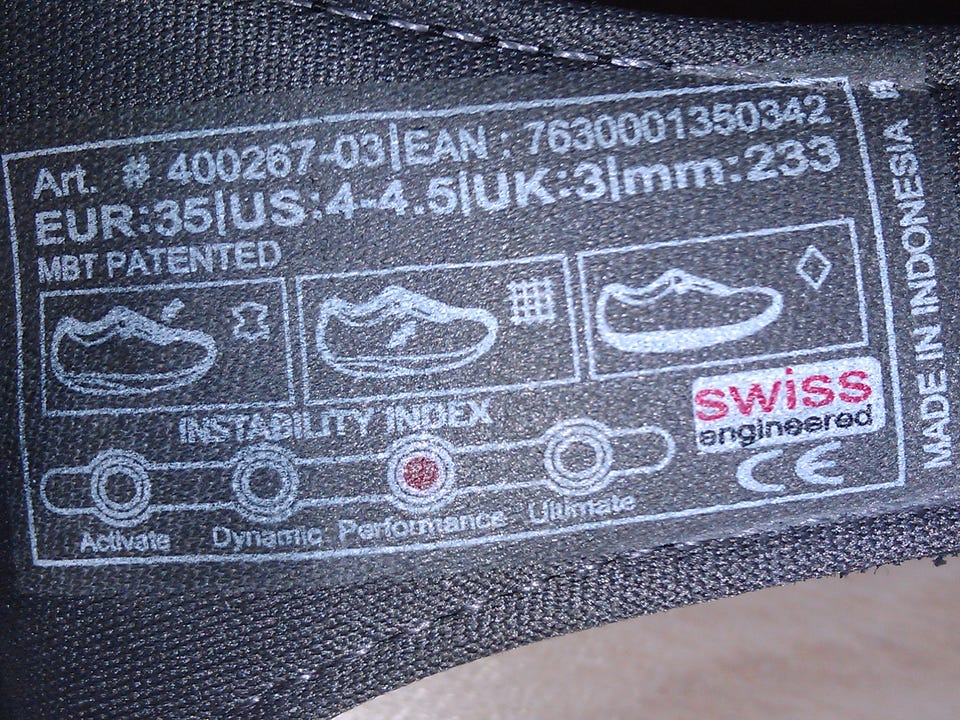 Art. # 400267-03|EAN : 7630001350342
EUR:35|US:4-4.5|UK:3|mm:233
MBT PATENTED
INSTABILITY INDEX
Activate Dynamic Performance Ultimate
swiss
engineered
CE
MADE IN INDONESIA